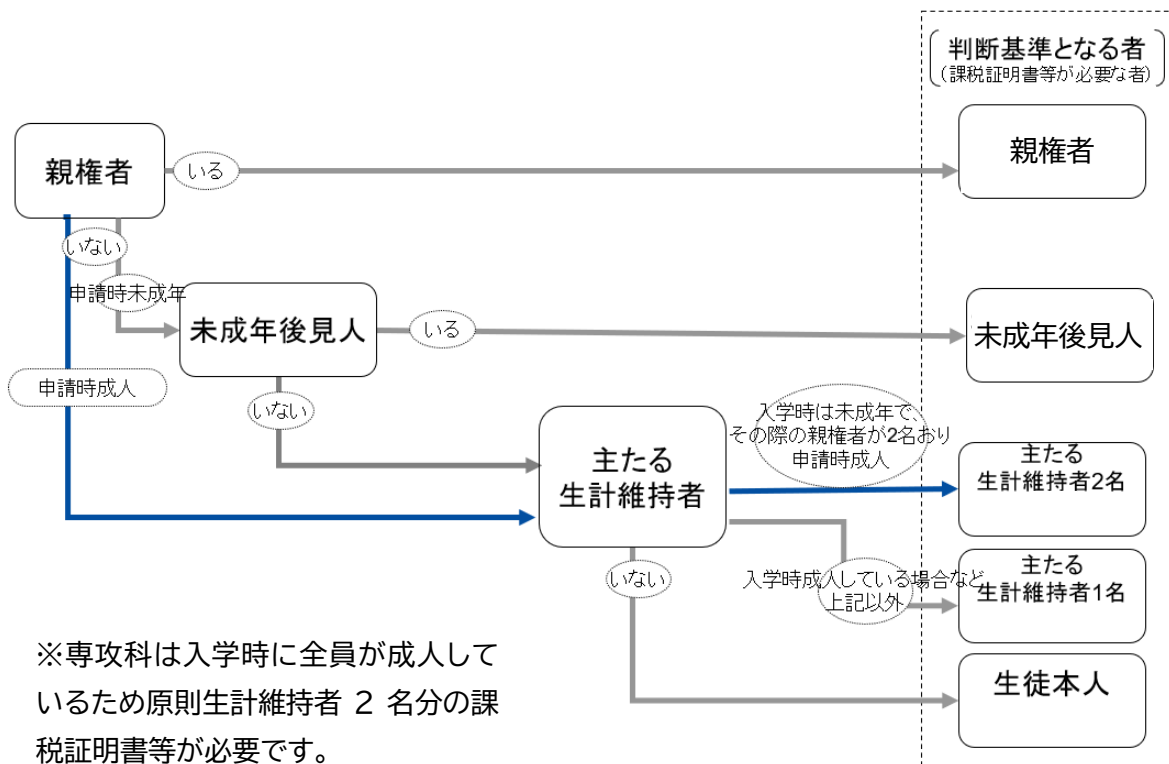 判断基準となる者
(課税証明書等が必要な者)
親権者
いる
親権者
いない
申請時未成年
未成年後見人
いる
未成年後見人
申請時成人
いない
入学時は未成年で、
その際の親権者が2名おり
申請時成人
主たる
生計維持者
主たる
生計維持者2名
いない
入学時成人している場合など
上記以外
主たる
生計維持者1名
生徒本人
※専攻科は入学時に全員が成人して
いるため原則生計維持者 2 名分の課
税証明書等が必要です。